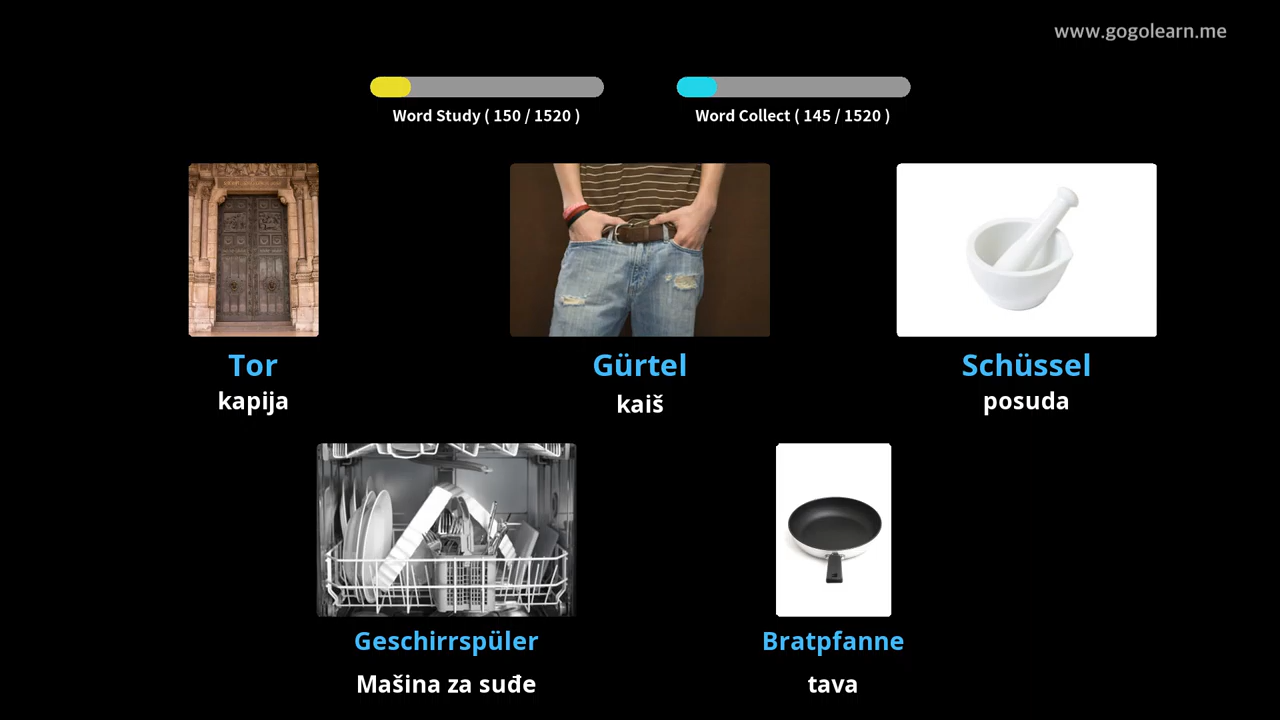 www.gogolearn.me
Word Study ( 150 / 1520 )
Word Collect ( 145 / 1520 )
Tor
kapija
Gürtel
kaiš
Schüssel
posuda
Geschirrspüler
Mašina za suđe
Bratpfanne
tava